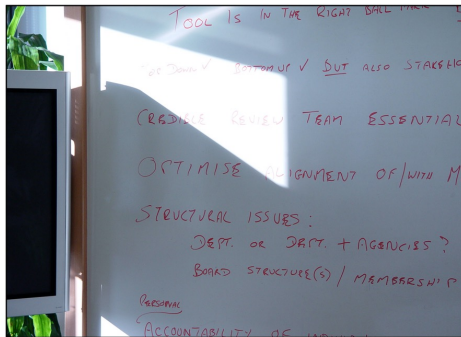 TOOL IS IN THE RIGHT BALL PARK
TOP DOWN ✓ BOTTOM UP ✓ BUT ALSO STAKEHO
CREDIBLE REVIEW TEAM ESSENTIAL
OPTIMISE ALIGNMENT OF/WITH M
STRUCTURAL ISSUES:
DEPT. OR DEPT. + AGENCIES?
BOARD STRUCTURE(S) / MEMBERSHIP
PERSONAL
ACCOUNTABILITY OF